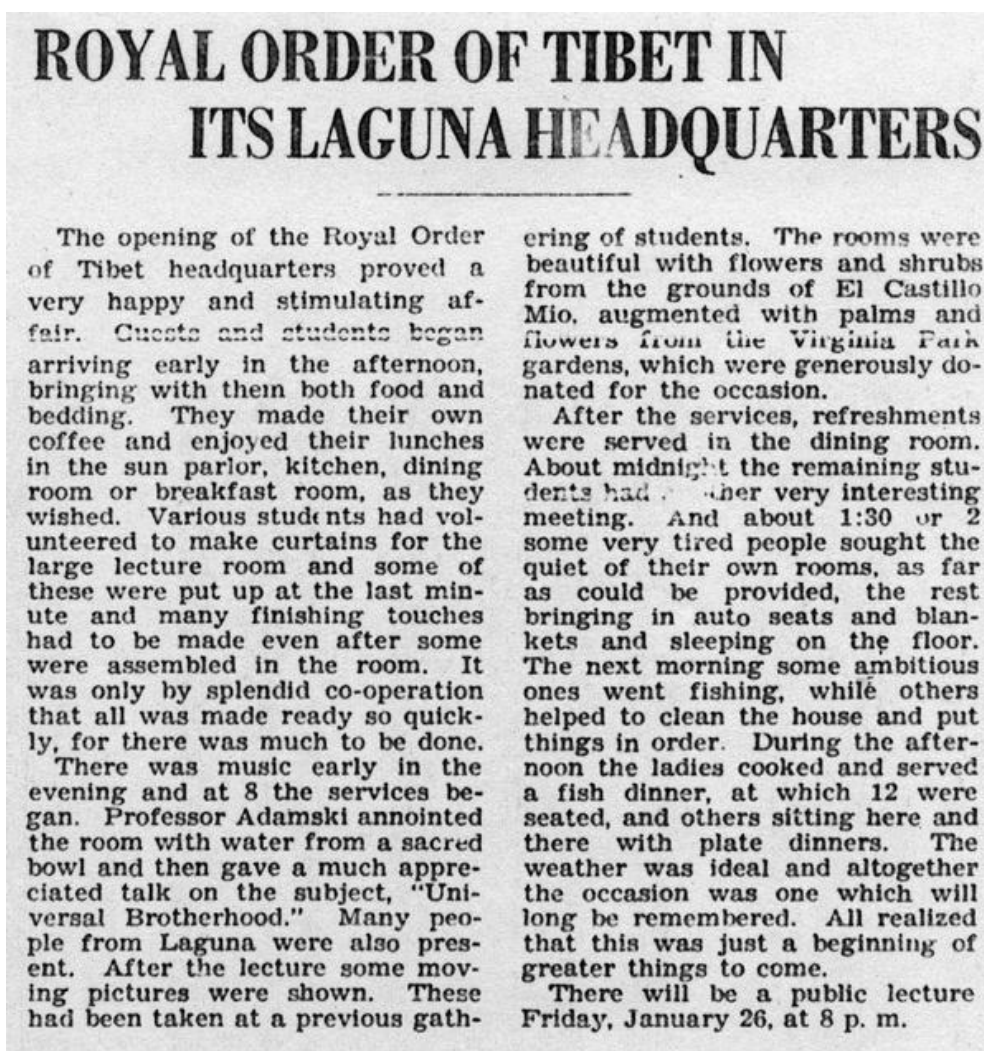 ROYAL ORDER OF TIBET IN
ITS LAGUNA HEADQUARTERS
The opening of the Royal Order
of Tibet headquarters proved a
very happy and stimulating af-
fair. Guests and students began
arriving early in the afternoon,
bringing with them both food and
bedding. They made their own
coffee and enjoyed their lunches
in the sun parlor, kitchen, dining
room or breakfast room, as they
wished. Various students had vol-
unteered to make curtains for the
large lecture room and some of
these were put up at the last min-
ute and many finishing touches
had to be made even after some
were assembled in the room. It
was only by splendid co-operation
that all was made ready so quick-
ly, for there was much to be done.
There was music early in the
evening and at 8 the services be-
gan. Professor Adamski annointed
the room with water from a sacred
bowl and then gave a much appre-
ciated talk on the subject, "Uni-
versal Brotherhood." Many peo-
ple from Laguna were also pres-
ent. After the lecture some mov-
ing pictures were shown. These
had been taken at a previous gath-
ering of students. The rooms were
beautiful with flowers and shrubs
from the grounds of El Castillo
Mio, augmented with palms and
flowers from the Virginia Park
gardens, which were generously do-
nated for the occasion.
After the services, refreshments
were served in the dining room.
About midnight the remaining stu-
dents had very interesting
meeting. And about 1:30 or 2
some very tired people sought the
quiet of their own rooms, as far
as could be provided, the rest
bringing in auto seats and blan-
kets and sleeping on the floor.
The next morning some ambitious
ones went fishing, while others
helped to clean the house and put
things in order. During the after-
noon the ladies cooked and served
a fish dinner, at which 12 were
seated, and others sitting here and
there with plate dinners. The
weather was ideal and altogether
the occasion was one which will
long be remembered. All realized
that this was just a beginning of
greater things to come.
There will be a public lecture
Friday, January 26, at 8 p. m.